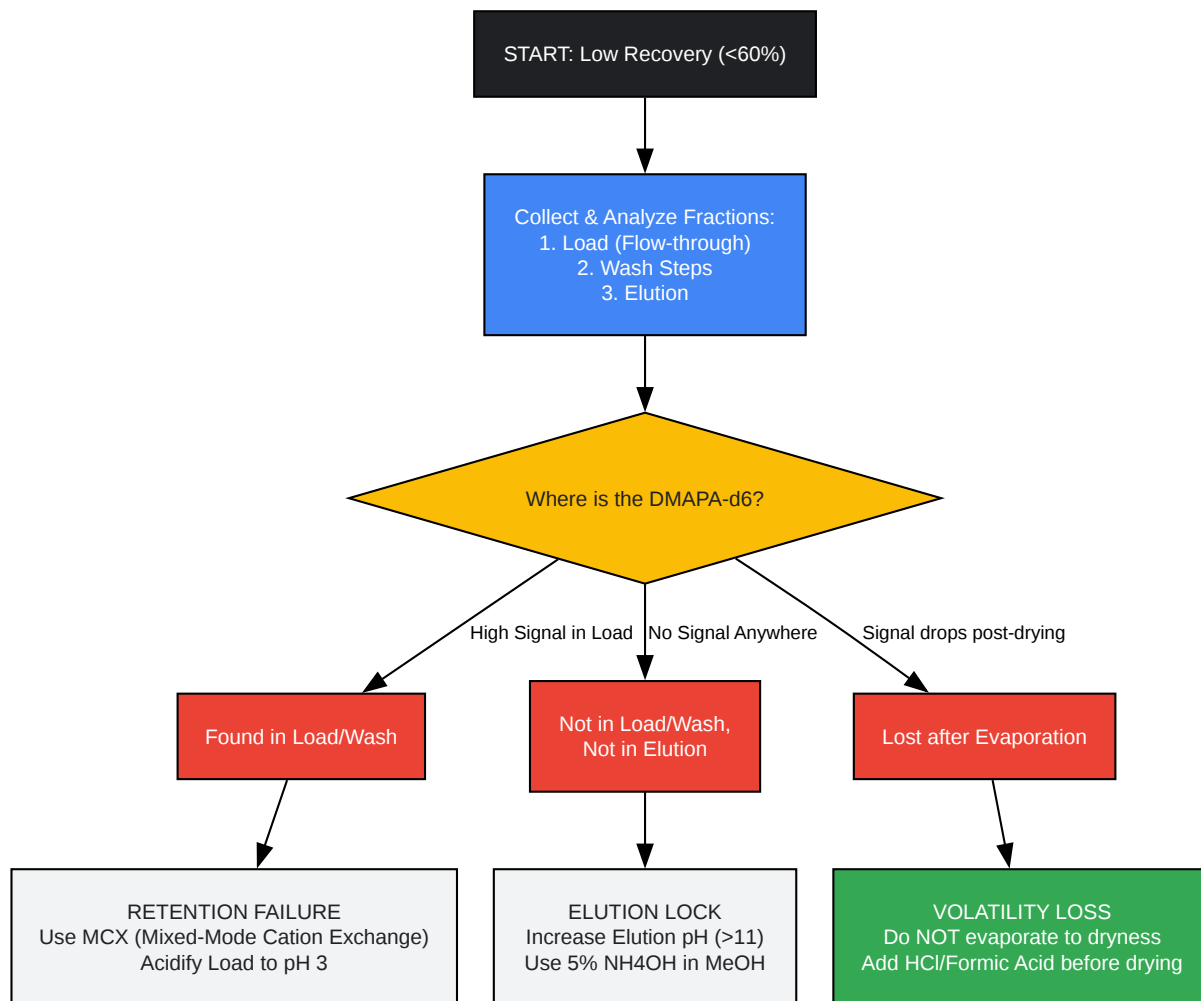 START: Low Recovery (<60%)
Collect & Analyze Fractions:
1. Load (Flow-through)
2. Wash Steps
3. Elution
Where is the DMAPA-d6?
High Signal in Load
No Signal Anywhere
Signal drops post-drying
Found in Load/Wash
Not in Load/Wash,
Not in Elution
Lost after Evaporation
RETENTION FAILURE
Use MCX (Mixed-Mode Cation Exchange)
Acidify Load to pH 3
ELUTION LOCK
Increase Elution pH (>11)
Use 5% NH4OH in MeOH
VOLATILITY LOSS
Do NOT evaporate to dryness
Add HCl/Formic Acid before drying